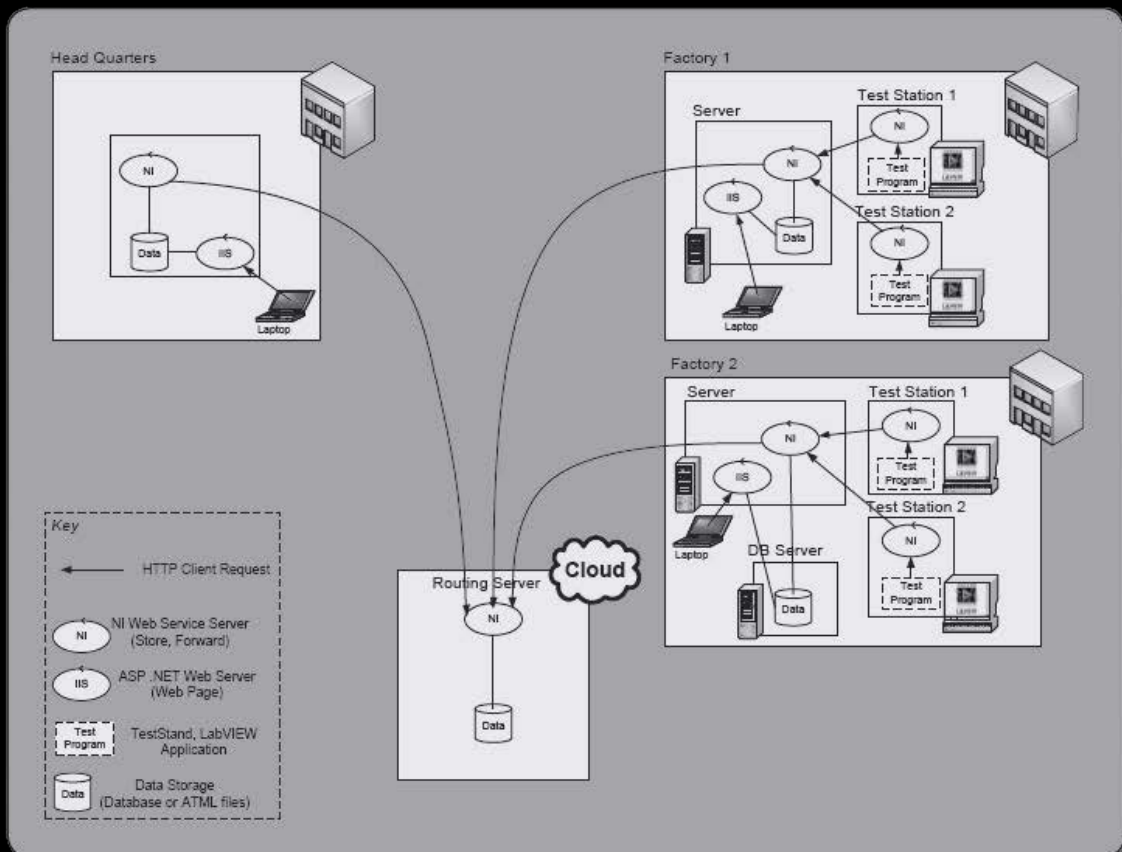 Head Quarters
NI
Data
IIS
Laptop
Factory 1
Server
NI
IIS
Data
Laptop
Test Station 1
NI
Test
Program
Test Station 2
NI
Test
Program
Factory 2
Server
NI
IIS
Laptop
DB Server
Data
Test Station 1
NI
Test
Program
Test Station 2
NI
Test
Program
Cloud
Routing Server
NI
Data
Key
HTTP Client Request
NI
NI Web Service Server
(Store, Forward)
IIS
ASP .NET Web Server
(Web Page)
Test
Program
TestStand, LabVIEW
Application
Data
Data Storage
(Database or ATML files)